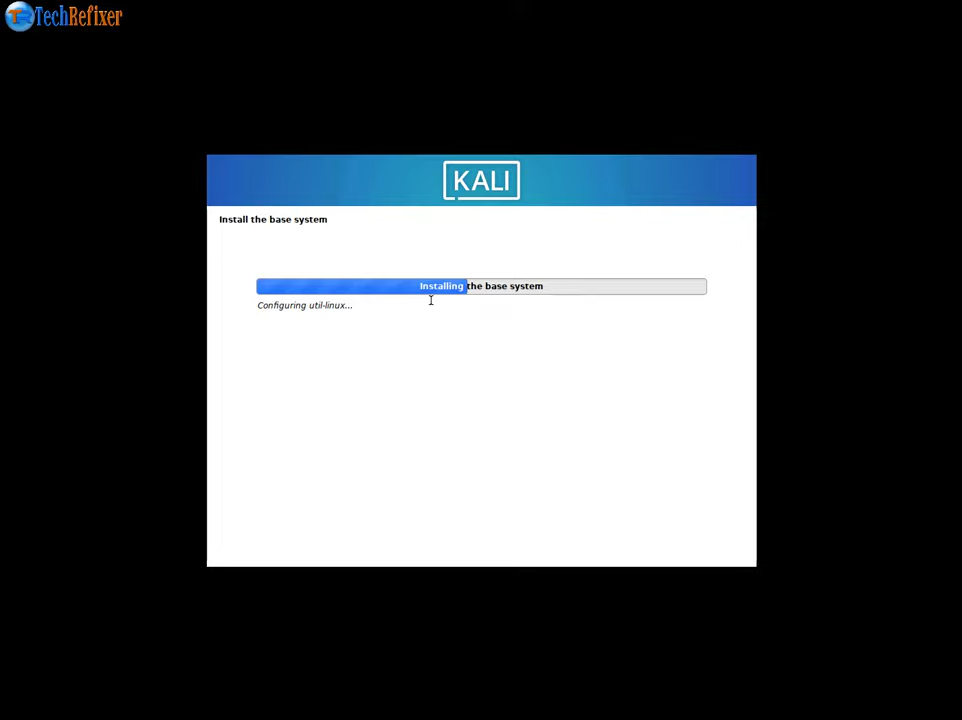 TechRefixer
KALI
Install the base system
Installing the base system
Configuring util-linux...